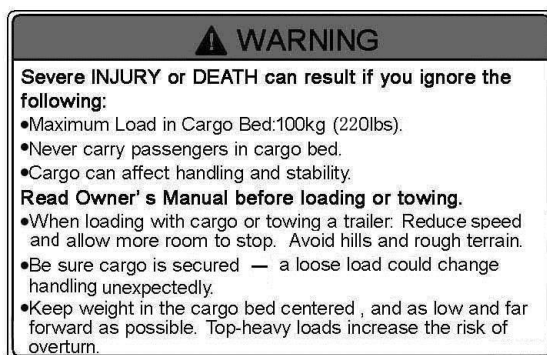 WARNING
Severe INJURY or DEATH can result if you ignore the
following:
•Maximum Load in Cargo Bed:100kg (220lbs).
•Never carry passengers in cargo bed.
•Cargo can affect handling and stability.
Read Owner's Manual before loading or towing.
•When loading with cargo or towing a trailer: Reduce speed
and allow more room to stop. Avoid hills and rough terrain.
•Be sure cargo is secured — a loose load could change
handling unexpectedly.
•Keep weight in the cargo bed centered , and as low and far
forward as possible. Top-heavy loads increase the risk of
overturn.